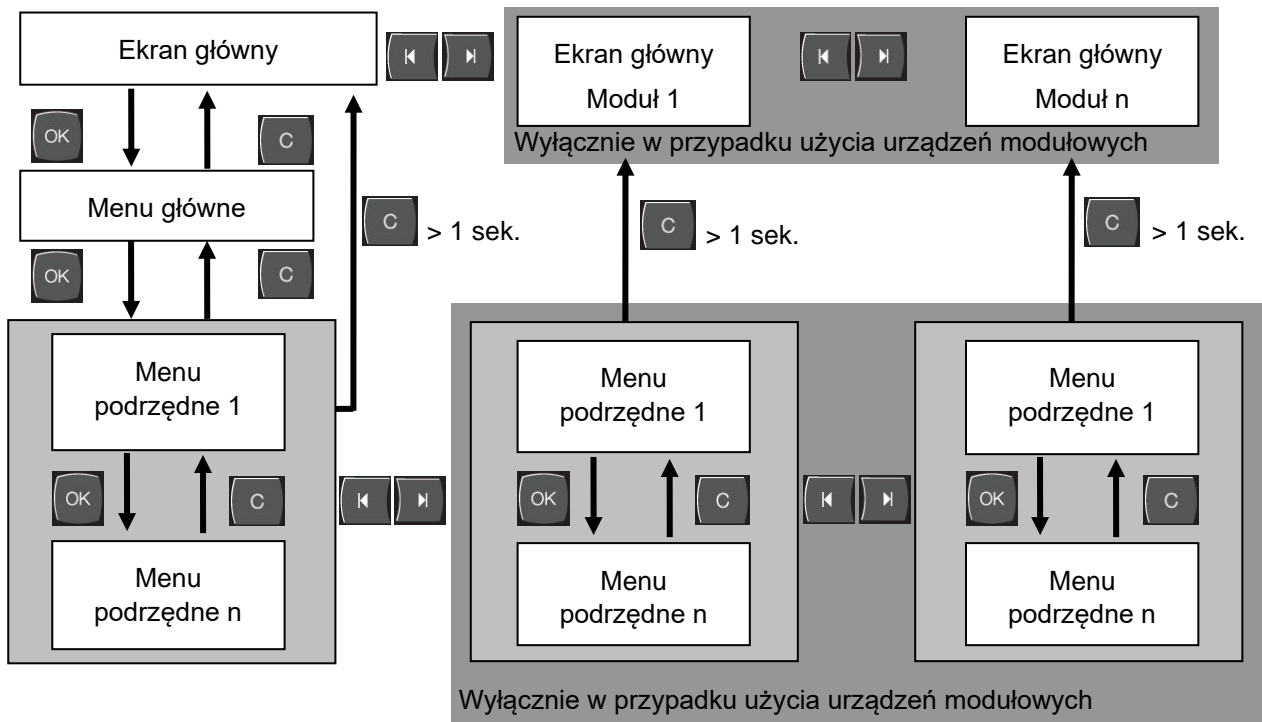 Ekran główny
Ekran główny
Moduł 1
Ekran główny
Moduł n
Wyłącznie w przypadku użycia urządzeń modułowych
OK
C
Menu główne
C
> 1 sek.
C
> 1 sek.
C
> 1 sek.
OK
C
Menu
podrzędne 1
Menu
podrzędne 1
Menu
podrzędne 1
OK
C
OK
C
OK
C
Menu
podrzędne n
Menu
podrzędne n
Menu
podrzędne n
Wyłącznie w przypadku użycia urządzeń modułowych